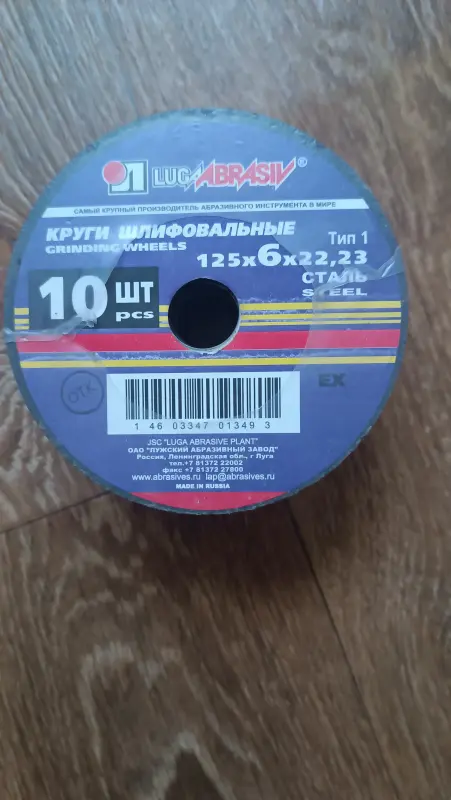 LUGAABRASIV®
САМЫЙ КРУПНЫЙ ПРОИЗВОДИТЕЛЬ АБРАЗИВНОГО ИНСТРУМЕНТА В МИРЕ
КРУГИ ШЛИФОВАЛЬНЫЕ
GRINDING WHEELS
Тип 1
125x6x22,23
СТАЛЬ
STEEL
10 ШТ
pcs
ОТК
EX
1 46 03347 01349 3
JSC "LUGA ABRASIVE PLANT"
ОАО "ЛУЖСКИЙ АБРАЗИВНЫЙ ЗАВОД"
Россия, Ленинградская обл., г Луга
тел.+7 81372 22002
факс +7 81372 27800
www.abrasives.ru lap@abrasives.ru
MADE IN RUSSIA